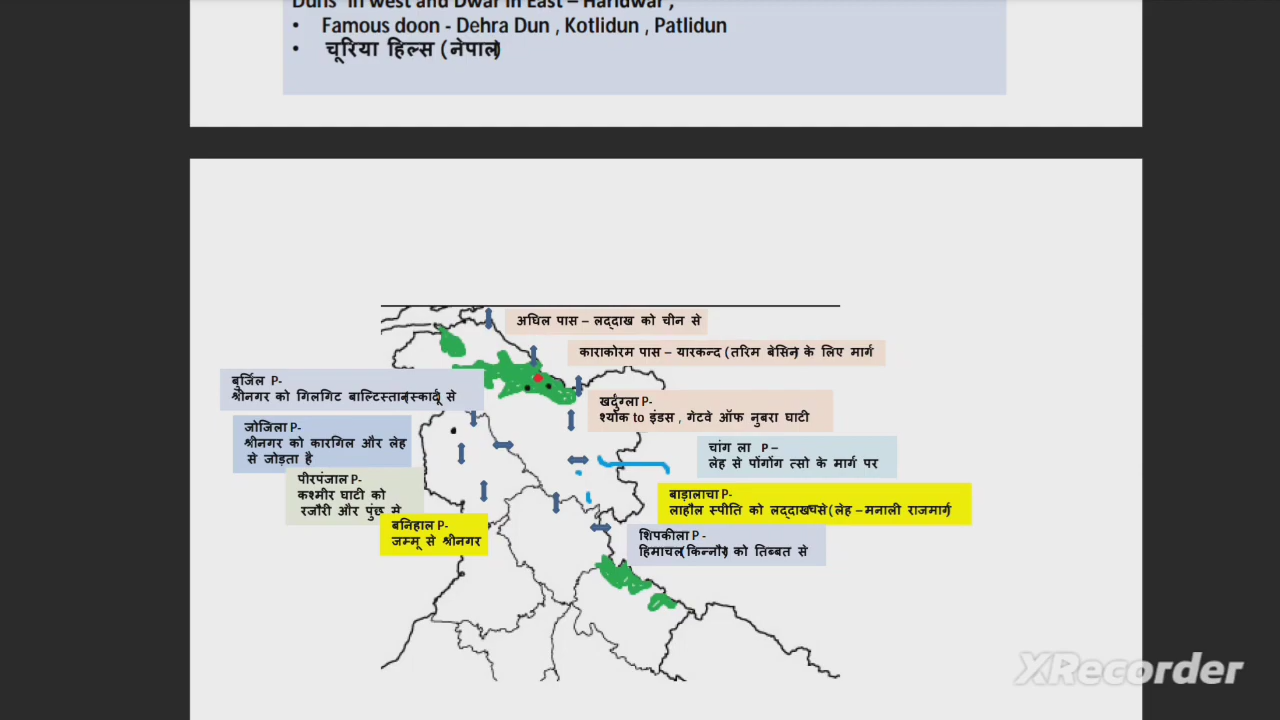 Duns in west and Dwar in East – Haridwar ,
• Famous doon - Dehra Dun , Kotlidun , Patlidun
• चूरिया हिल्स (नेपाल)
अघिल पास – लद्दाख को चीन से
काराकोरम पास – यारकन्द (तरिम बेसिन) के लिए मार्ग
बुर्जिल P-
श्रीनगर को गिलगिट बाल्टिस्तान(स्कार्दू) से
खर्दुंग्ला P-
श्योक to इंडस , गेटवे ऑफ नुबरा घाटी
जोजिला P-
श्रीनगर को कारगिल और लेह
से जोड़ता है
चांग ला P –
लेह से पोंगोंग त्सो के मार्ग पर
पीरपंजाल P-
कश्मीर घाटी को
रजौरी और पुंछ से
बाड़ालाचा P-
लाहौल स्पीति को लद्दाख से (लेह – मनाली राजमार्ग)
बनिहाल P-
जम्मू से श्रीनगर
शिपकीला P -
हिमाचल(किन्नौर) को तिब्बत से
XRecorder